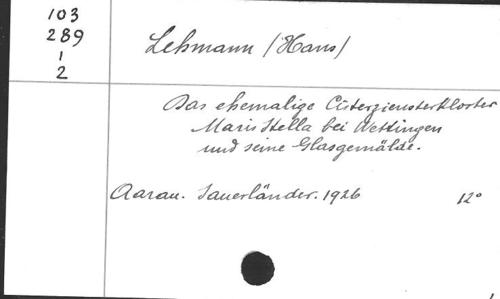 103
289
1
2
Lehmann (Hans)
Das ehemalige Cisterzienserkloster
Maris Stella bei Wettingen
und seine Glasgemälde.
Aarau. Sauerländer. 1926 12°